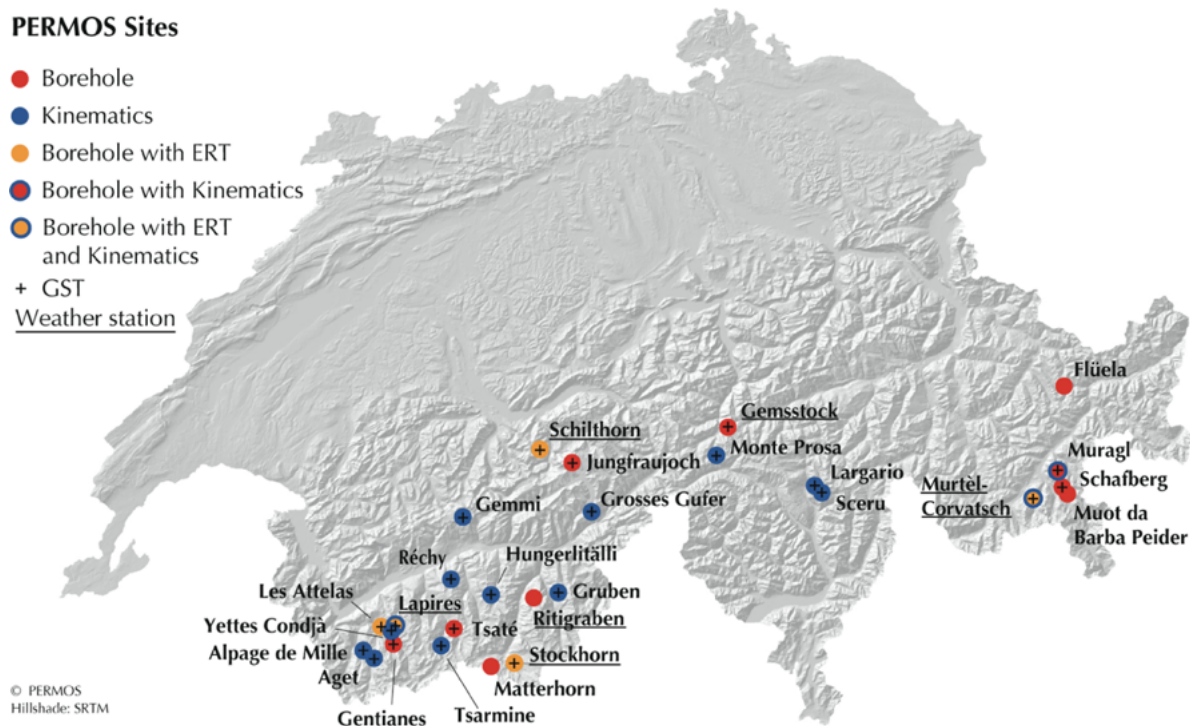 PERMOS Sites
Borehole
Kinematics
Borehole with ERT
Borehole with Kinematics
Borehole with ERT
and Kinematics
+ GST
Weather station
Flüela
Gemsstock
Schilthorn
Monte Prosa
Muragl
Jungfraujoch
Largario
Schafberg
Murtèl-
Corvatsch
Gemmi
Grosses Gufer
Sceru
Muot da
Barba Peider
Réchy
Hungerlitälli
Les Attelas
Lapires
Gruben
Ritigraben
Yettes Condjà
Tsaté
Alpage de Mille
Stockhorn
Aget
Matterhorn
Gentianes
Tsarmine
© PERMOS
Hillshade: SRTM